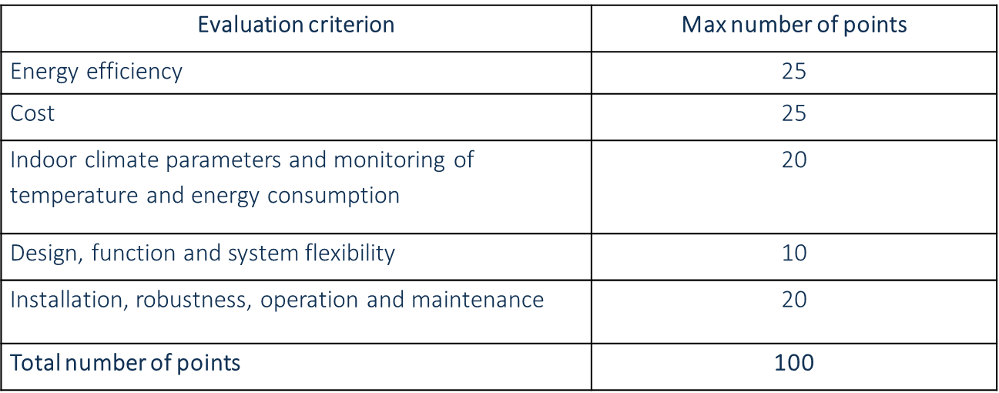 Evaluation criterion Max number of points
Energy efficiency 25
Cost 25
Indoor climate parameters and monitoring of 20
temperature and energy consumption
Design, function and system flexibility 10
Installation, robustness, operation and maintenance 20
Total number of points 100